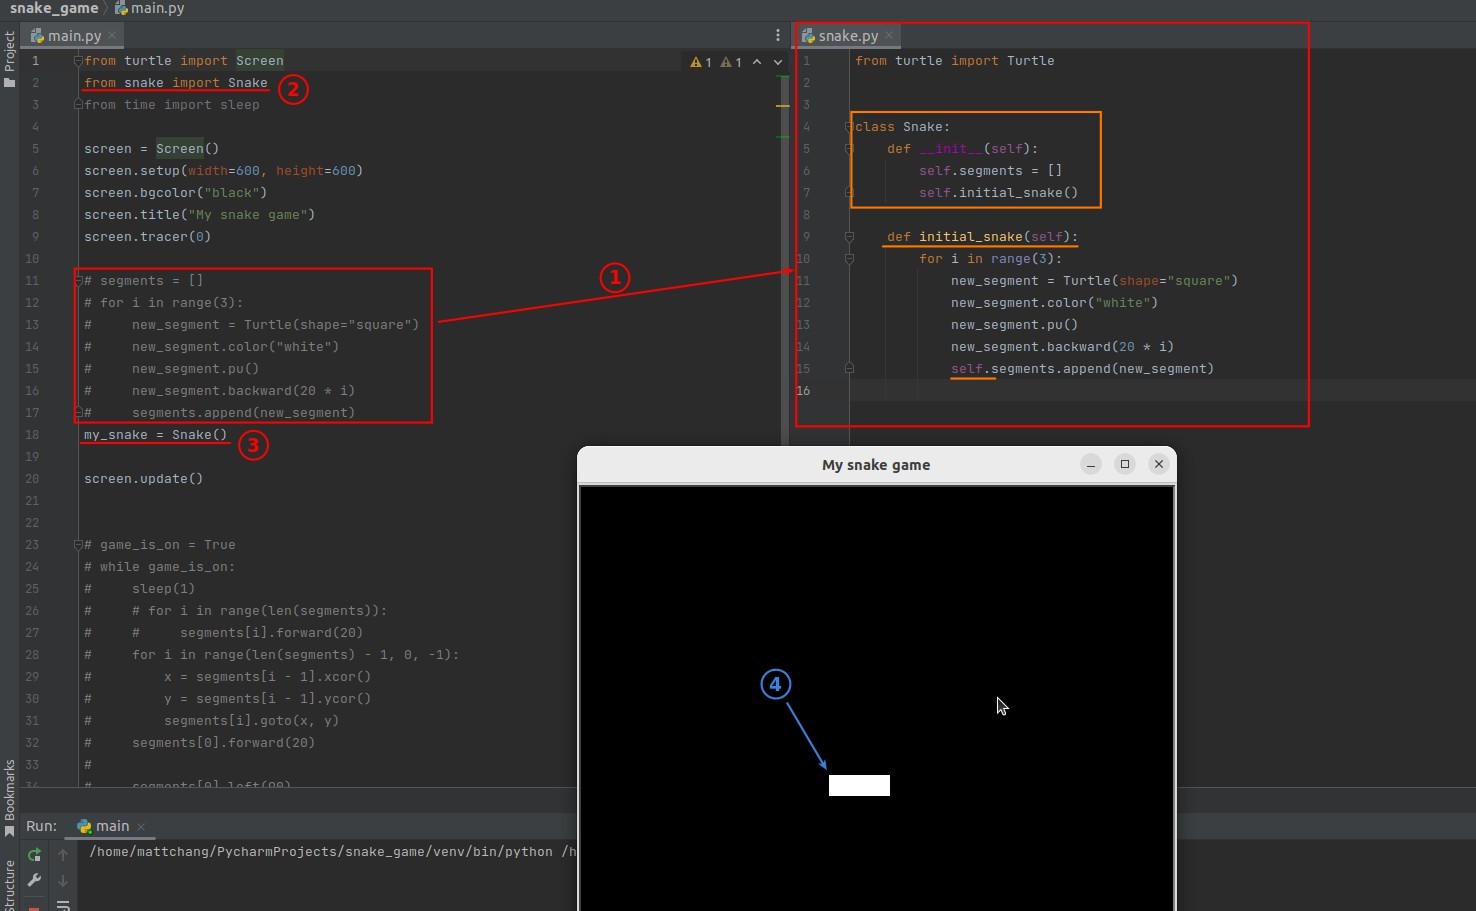 snake_game
main.py
main.py
snake.py
1 from turtle import Screen
2 from snake import Snake
3 from time import sleep
4
5 screen = Screen()
6 screen.setup(width=600, height=600)
7 screen.bgcolor("black")
8 screen.title("My snake game")
9 screen.tracer(0)
10
11 # segments = []
12 # for i in range(3):
13 #     new_segment = Turtle(shape="square")
14 #     new_segment.color("white")
15 #     new_segment.pu()
16 #     new_segment.backward(20 * i)
17 #     segments.append(new_segment)
18 my_snake = Snake()
19
20 screen.update()
21
22
23 # game_is_on = True
24 # while game_is_on:
25 #     sleep(1)
26 #     # for i in range(len(segments)):
27 #     #     segments[i].forward(20)
28 #     for i in range(len(segments) - 1, 0, -1):
29 #         x = segments[i - 1].xcor()
30 #         y = segments[i - 1].ycor()
31 #         segments[i].goto(x, y)
32 #     segments[0].forward(20)
33 #
34 #     segments[0].left(90)
1 1
②
①
③
1 from turtle import Turtle
2
3
4 class Snake:
5     def __init__(self):
6         self.segments = []
7         self.initial_snake()
8
9     def initial_snake(self):
10         for i in range(3):
11             new_segment = Turtle(shape="square")
12             new_segment.color("white")
13             new_segment.pu()
14             new_segment.backward(20 * i)
15             self.segments.append(new_segment)
16
My snake game
④
Project
Bookmarks
Structure
Run: main
/home/mattchang/PycharmProjects/snake_game/venv/bin/python /h